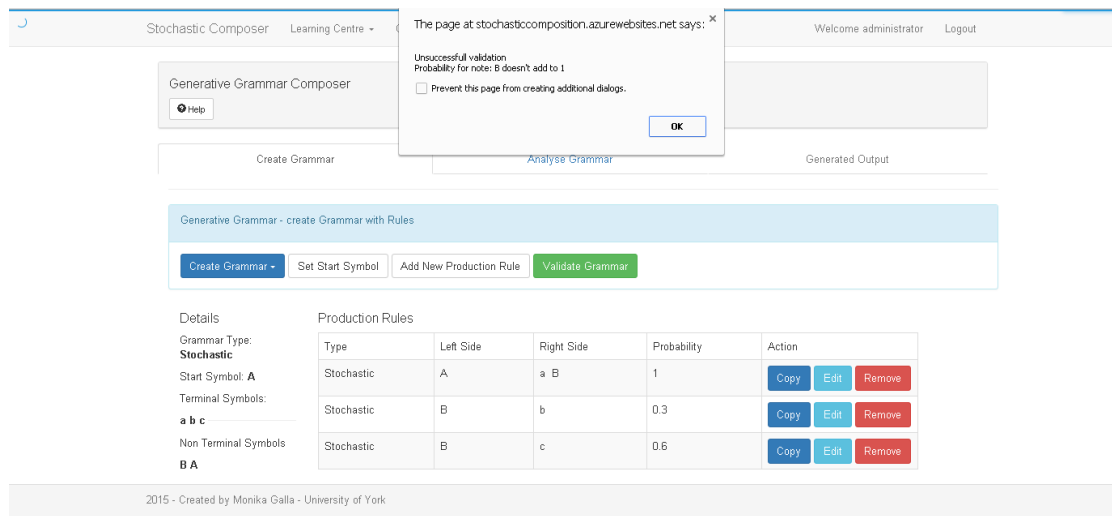 Stochastic Composer Learning Centre Welcome administrator Logout
The page at stochasticcomposition.azurewebsites.net says: ×
Unsuccessfull validation
Probability for note: B doesn't add to 1
Prevent this page from creating additional dialogs.
OK
Generative Grammar Composer
Help
Create Grammar Analyse Grammar Generated Output
Generative Grammar - create Grammar with Rules
Create Grammar Set Start Symbol Add New Production Rule Validate Grammar
Details
Grammar Type:
Stochastic
Start Symbol: A
Terminal Symbols:
a b c
Non Terminal Symbols
B A
Production Rules
Type Left Side Right Side Probability Action
Stochastic A a B 1 Copy Edit Remove
Stochastic B b 0.3 Copy Edit Remove
Stochastic B c 0.6 Copy Edit Remove
2015 - Created by Monika Galla - University of York